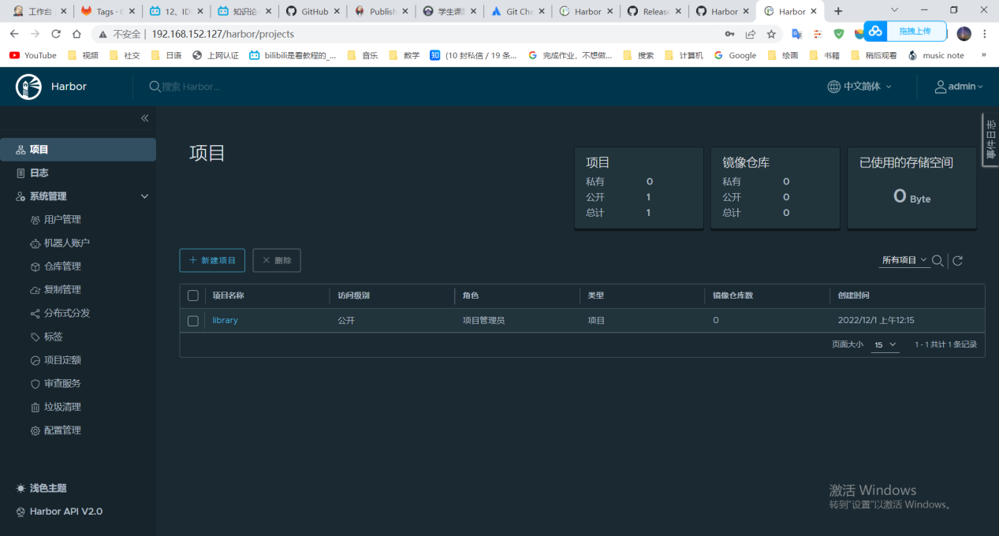 工作台
Tags · G
12、ID
知识论-
GitHub
Publish
学生课
Git Che
Harbor
Release
Harbor
Harbor
不安全 | 192.168.152.127/harbor/projects
拖拽上传
YouTube
视频
社交
日语
上网认证
bilibili是看教程的_...
音乐
数学
知
(10 封私信 / 19 条...
完成作业，不想做...
搜索
计算机
Google
绘画
书籍
稍后观看
music note
»
Harbor
搜索 Harbor...
中文简体
admin
事件日志
项目
日志
系统管理
用户管理
机器人账户
仓库管理
复制管理
分布式分发
标签
项目定额
审查服务
垃圾清理
配置管理
浅色主题
Harbor API V2.0
项目
项目
私有 0
公开 1
总计 1
镜像仓库
私有 0
公开 0
总计 0
已使用的存储空间
0 Byte
+ 新建项目
× 删除
所有项目
项目名称 访问级别 角色 类型 镜像仓库数 创建时间
library 公开 项目管理员 项目 0 2022/12/1 上午12:15
页面大小 15 1 - 1 共计 1 条记录
激活 Windows
转到"设置"以激活 Windows。